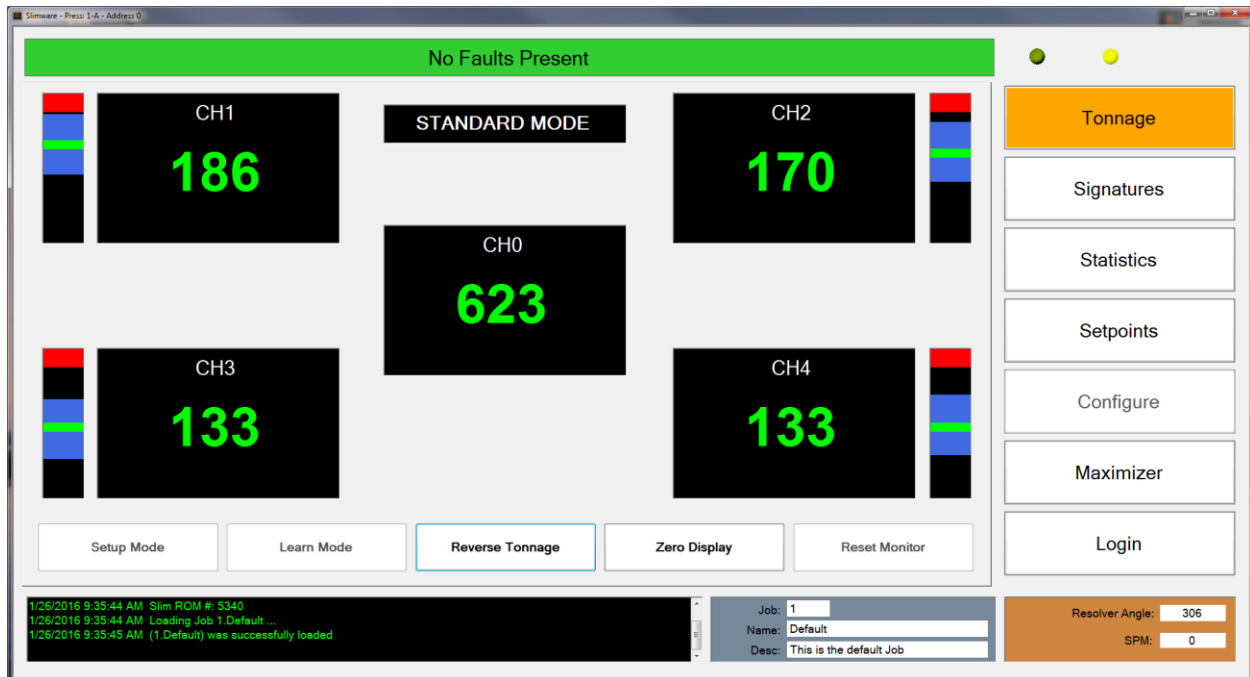 Slimware - Press: 1-A - Address 0
No Faults Present
CH1
186
STANDARD MODE
CH2
170
CH0
623
CH3
133
CH4
133
Setup Mode
Learn Mode
Reverse Tonnage
Zero Display
Reset Monitor
Tonnage
Signatures
Statistics
Setpoints
Configure
Maximizer
Login
1/26/2016 9:35:44 AM Slim ROM #: 5340
1/26/2016 9:35:44 AM Loading Job 1.Default ...
1/26/2016 9:35:45 AM (1.Default) was successfully loaded
Job: 1
Name: Default
Desc: This is the default Job
Resolver Angle: 306
SPM: 0